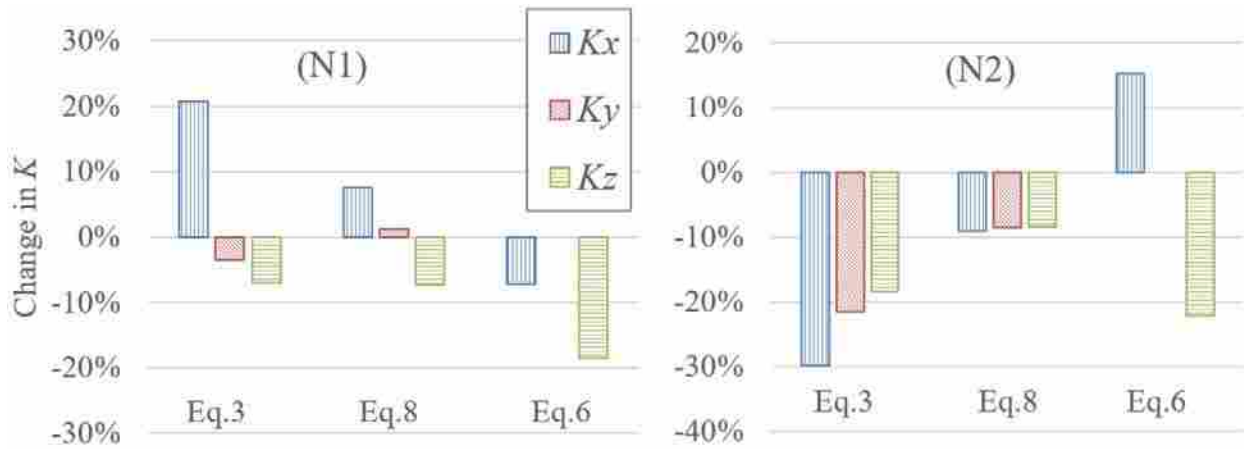 30%
20%
10%
0%
-10%
-20%
-30%
Change in K
(N1)
Kx
Ky
Kz
Eq.3
Eq.8
Eq.6
20%
10%
0%
-10%
-20%
-30%
-40%
(N2)
Eq.3
Eq.8
Eq.6